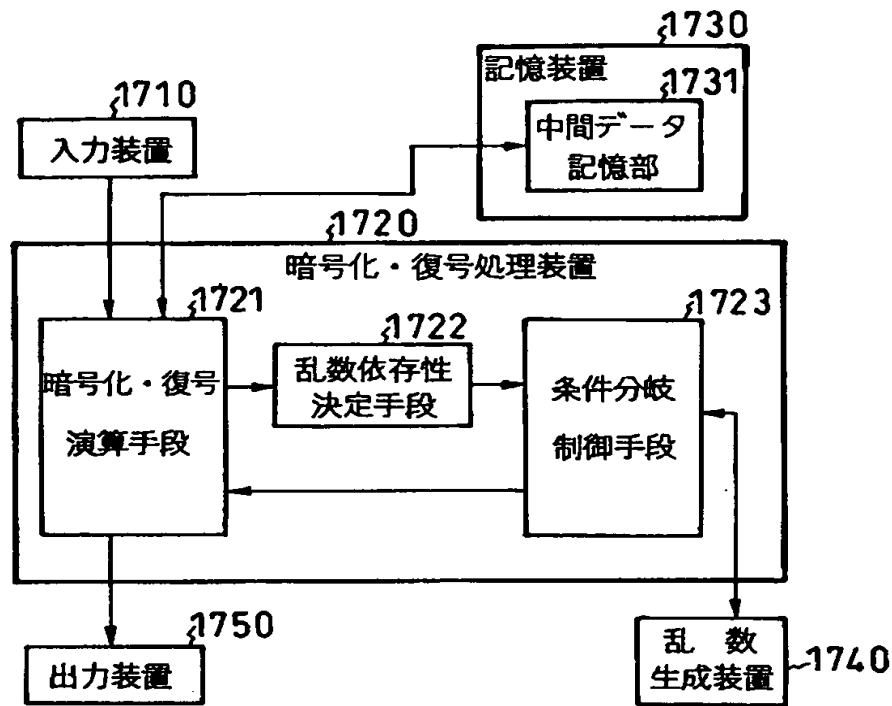 1730
記憶装置
1731
中間データ
記憶部
1710
入力装置
1720
暗号化・復号処理装置
1721
暗号化・復号
演算手段
1722
乱数依存性
決定手段
1723
条件分岐
制御手段
1750
出力装置
乱 数
生成装置
1740